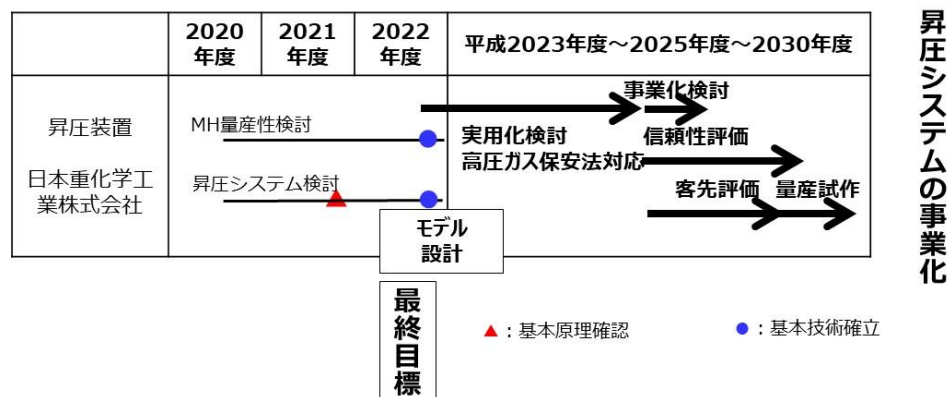 2020
年度
2021
年度
2022
年度
平成2023年度～2025年度～2030年度
昇圧装置
日本重化学工
業株式会社
MH量産性検討
昇圧システム検討
事業化検討
実用化検討
高圧ガス保安法対応
信頼性評価
客先評価
量産試作
モデル
設計
最終目標
▲：基本原理確認
●：基本技術確立
昇圧システムの事業化